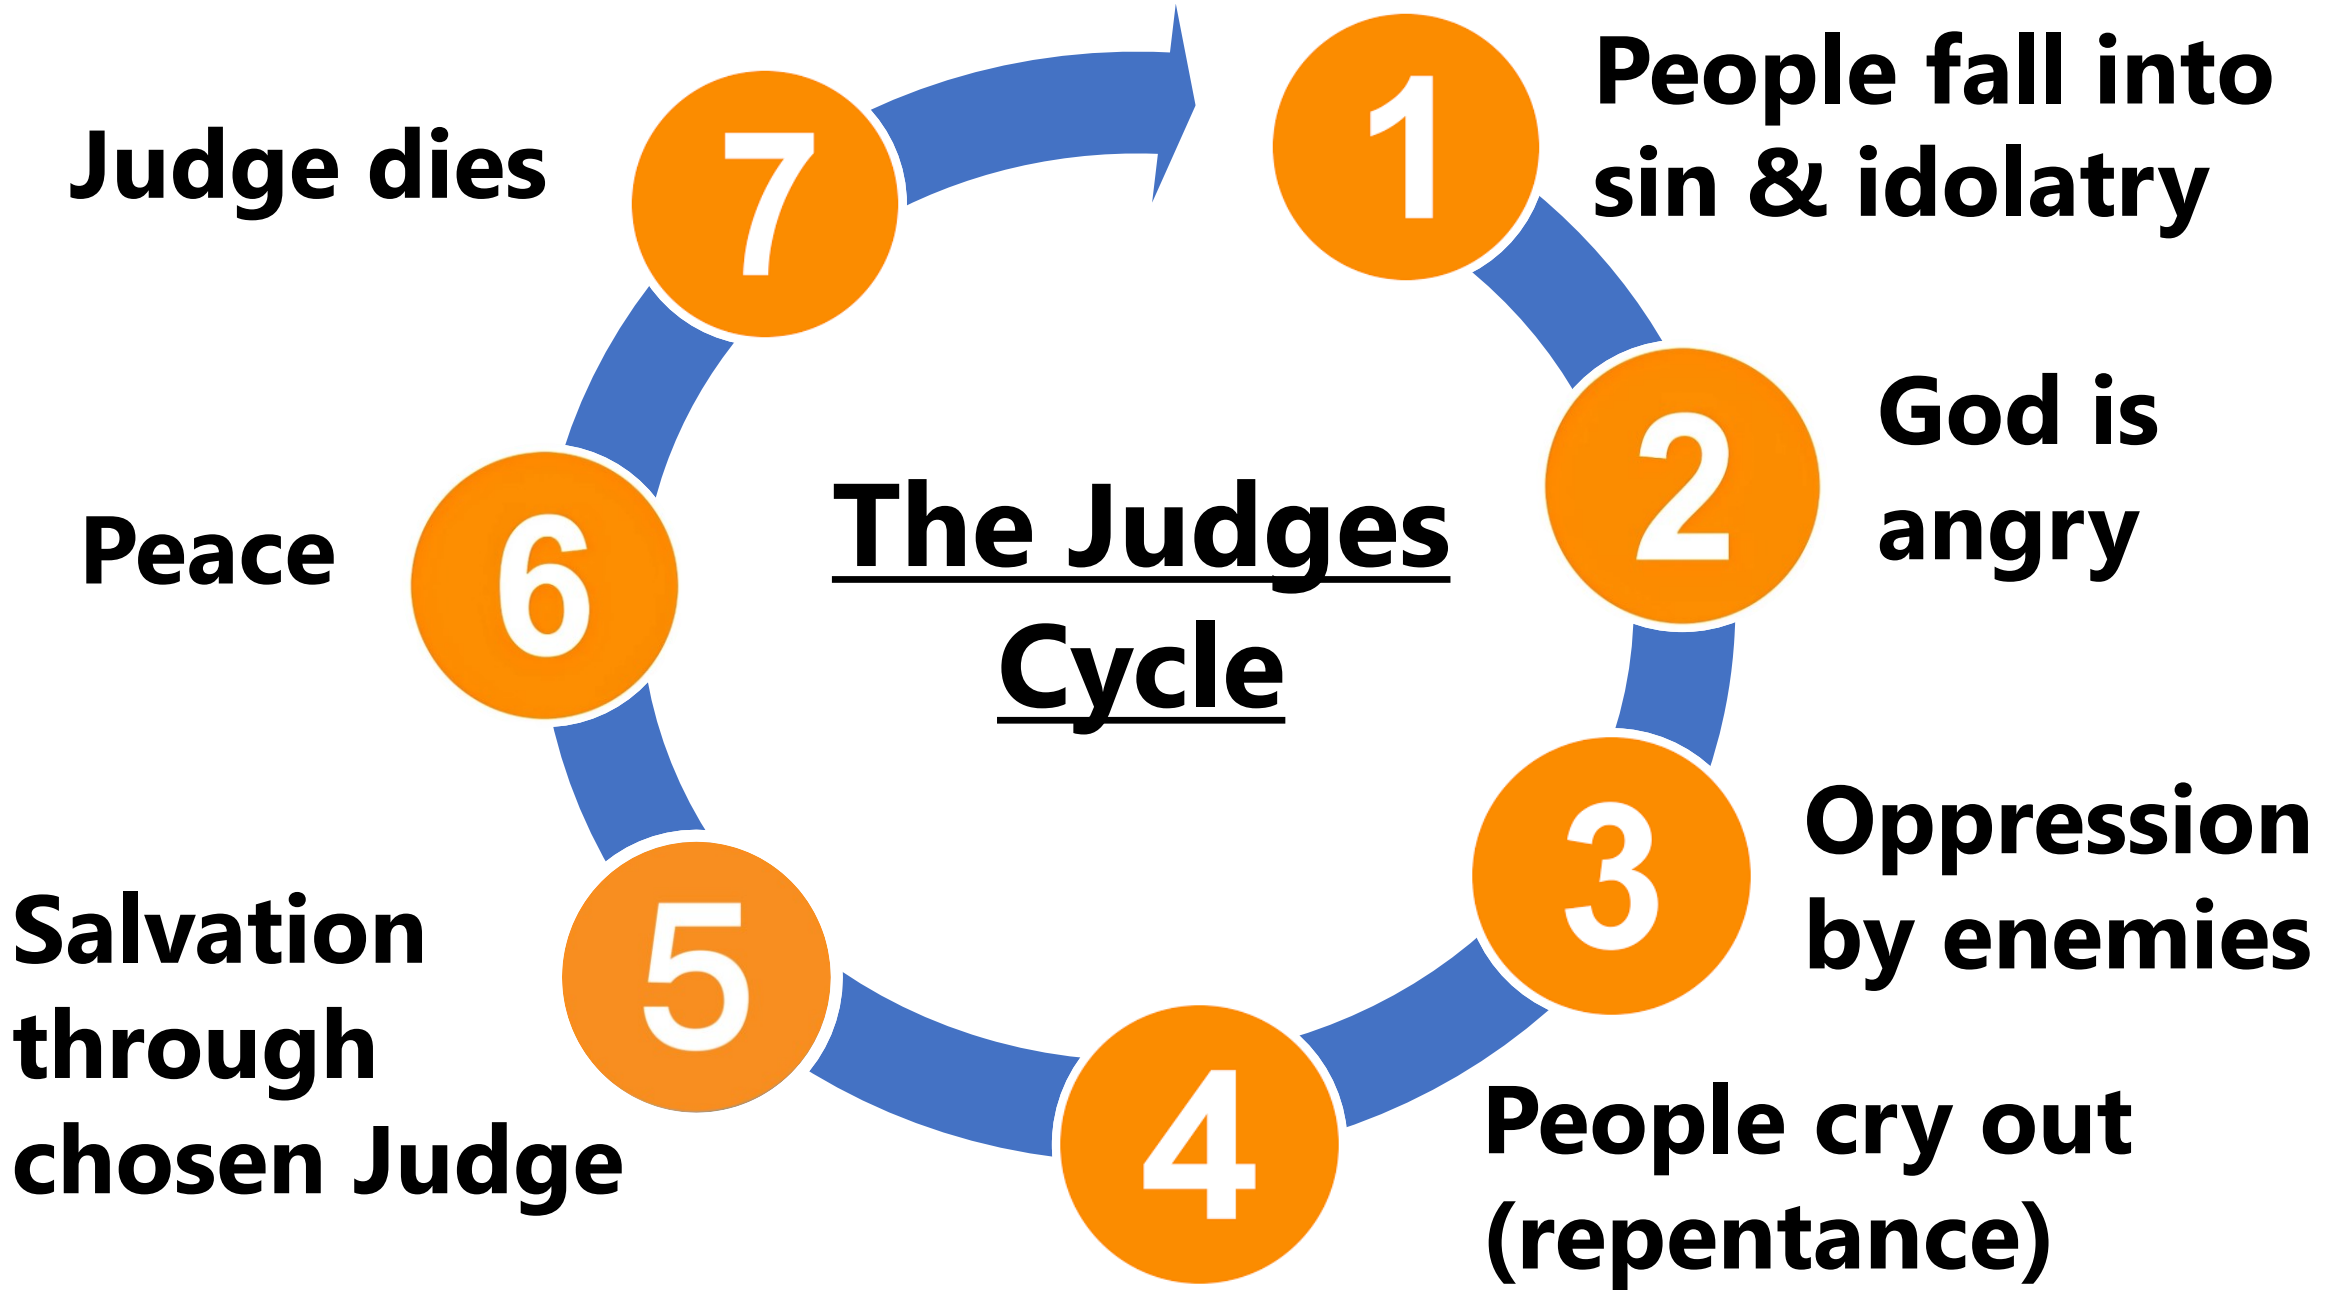 The Judges
Cycle
1
People fall into
sin & idolatry
2
God is
angry
3
Oppression
by enemies
4
People cry out
(repentance)
5
Salvation
through
chosen Judge
6
Peace
7
Judge dies